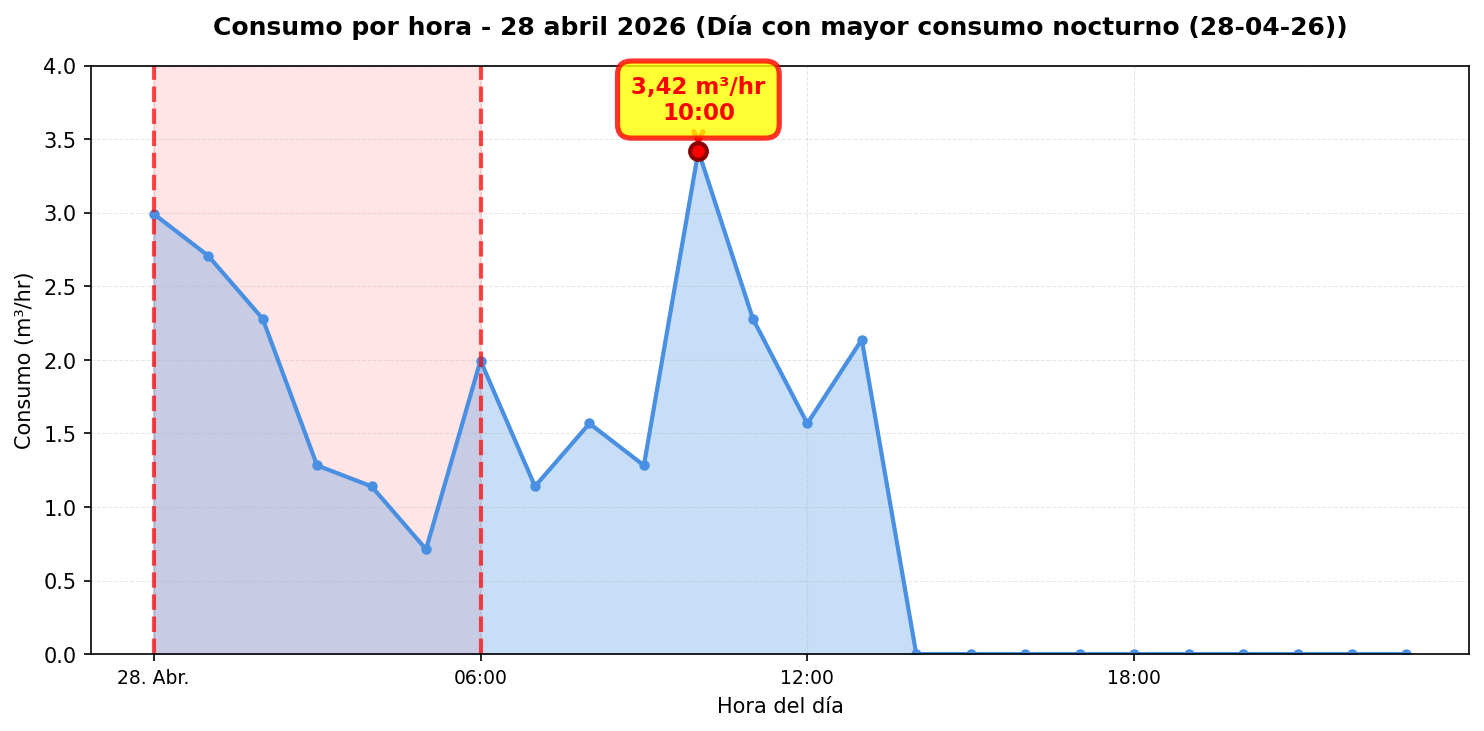 Consumo por hora - 28 abril 2026 (Día con mayor consumo nocturno (28-04-26))
3,42 m³/hr
10:00
Consumo (m³/hr)
4.0
3.5
3.0
2.5
2.0
1.5
1.0
0.5
0.0
28. Abr.
06:00
12:00
18:00
Hora del día